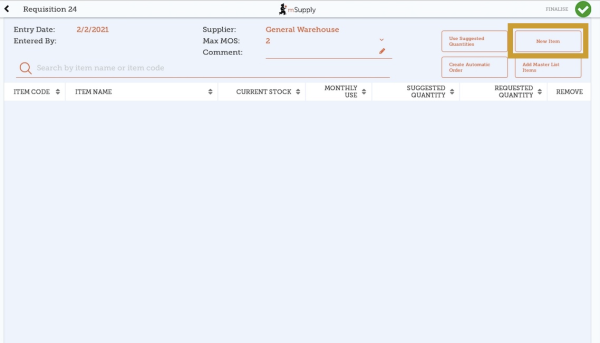 Requisition 24
mSupply
FINALISE
Entry Date: 2/2/2021
Supplier: General Warehouse
Entered By:
Max MOS: 2
Comment:
Use Suggested
Quantities
New Item
Create Automatic
Order
Add Master List
Items
Search by item name or item code
ITEM CODE
ITEM NAME
CURRENT STOCK
MONTHLY
USE
SUGGESTED
QUANTITY
REQUESTED
QUANTITY
REMOVE